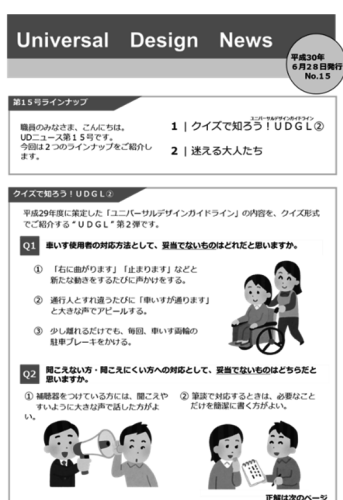 Universal Design News
平成30年
6月28日発行
No.15
第15号ラインナップ
職員のみなさま、こんにちは。
UDニュース第15号です。
今回は2つのラインナップをご紹介し
ます。
ユニバーサルデザインガイドライン
1 | クイズで知ろう！ＵＤＧＬ②
2 | 迷える大人たち
クイズで知ろう！ＵＤＧＬ②
平成29年度に策定した「ユニバーサルデザインガイドライン」の内容を、クイズ形式
でご紹介する“ＵＤＧＬ”第２弾です。
Q1 車いす使用者の対応方法として、妥当でないものはどれだと思いますか。
① 「右に曲がります」「止まります」などと
新たな動きをするたびに声かけをする。
② 通行人とすれ違うたびに「車いすが通ります」
と大きな声でアピールする。
③ 少し離れるだけでも、毎回、車いす両輪の
駐車ブレーキをかける。
Q2 聞こえない方・聞こえにくい方への対応として、妥当でないものはどちらだと
思いますか。
① 補聴器をつけている方には、聞こえや
すいように大きな声で話した方がよ
い。
② 筆談で対応するときは、必要なこと
だけを簡潔に書く方がよい。
正解は次のページ